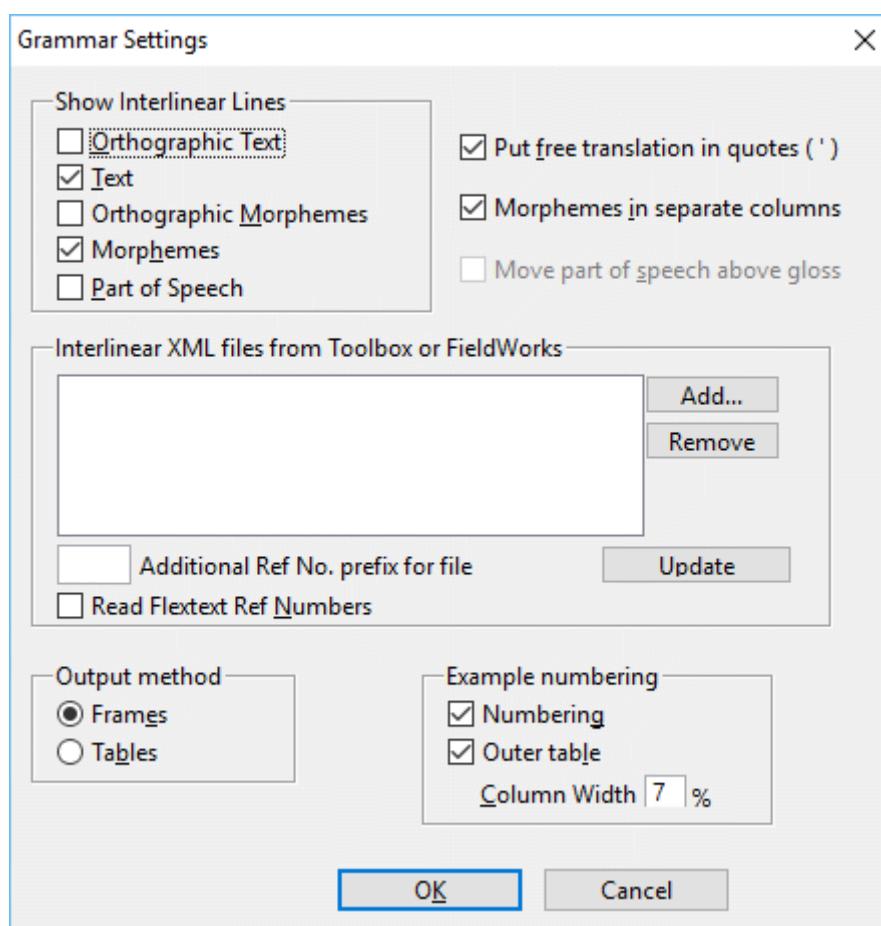 Grammar Settings
Show Interlinear Lines
Orthographic Text
Text
Orthographic Morphemes
Morphemes
Part of Speech
Put free translation in quotes ( ' )
Morphemes in separate columns
Move part of speech above gloss
Interlinear XML files from Toolbox or FieldWorks
Add...
Remove
Additional Ref No. prefix for file
Update
Read Flextext Ref Numbers
Output method
Frames
Tables
Example numbering
Numbering
Outer table
Column Width 7 %
OK
Cancel